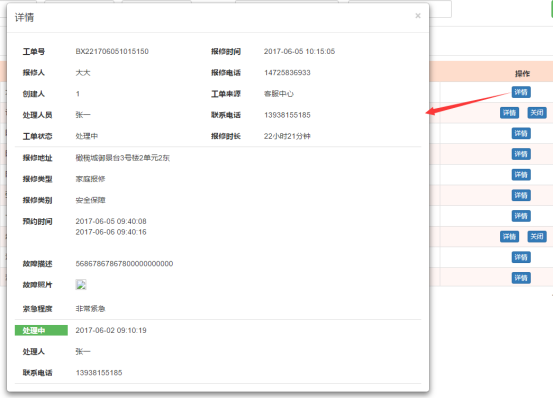 详情 ×
工单号 BX221706051015150 报修时间 2017-06-05 10:15:05
报修人 大大 报修电话 14725836933
创建人 1 工单来源 客服中心
处理人员 张一 联系电话 13938155185
工单状态 处理中 报修时长 22小时21分钟
报修地址 橄榄城御景台3号楼2单元2东
报修类型 家庭报修
报修类别 安全保障
预约时间 2017-06-05 09:40:08
2017-06-06 09:40:16
故障描述 56867867867800000000000
故障照片
紧急程度 非常紧急
处理中 2017-06-02 09:10:19
处理人 张一
联系电话 13938155185
操作
详情
详情 关闭
详情
详情
详情
详情
详情
详情 关闭
详情
详情